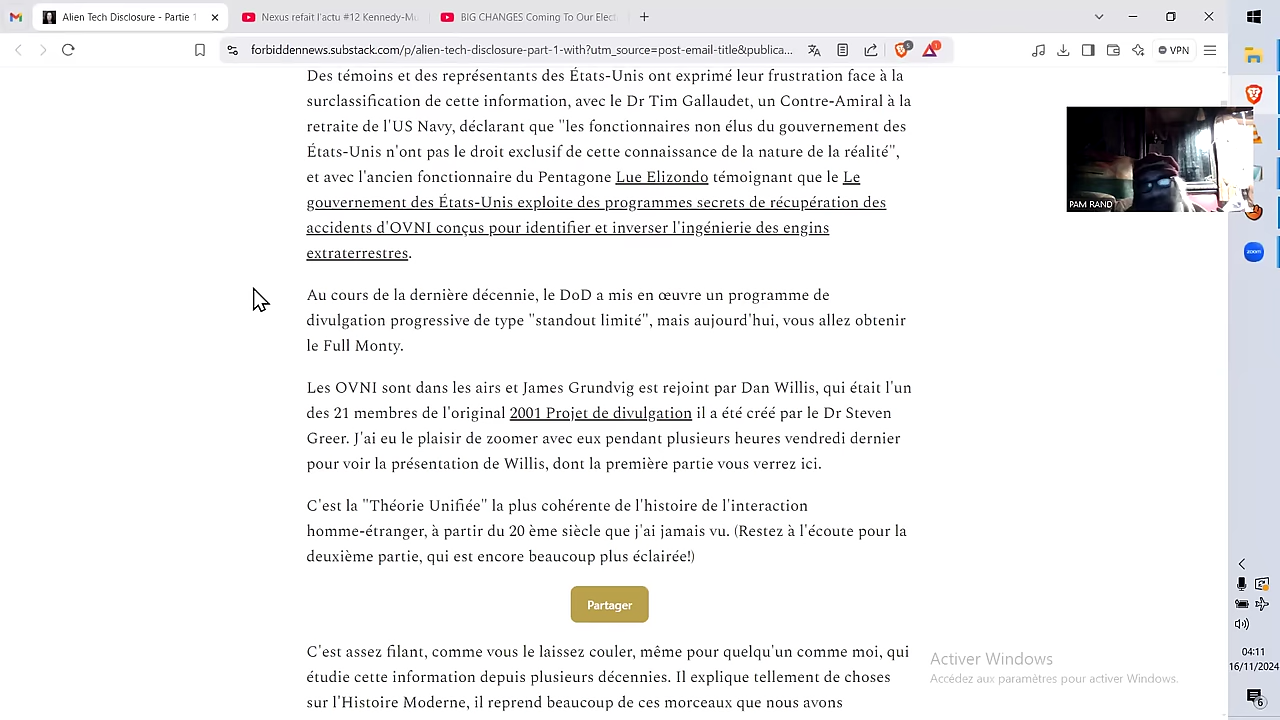 Alien Tech Disclosure - Partie 1
Nexus refait l'actu #12 Kennedy-Mu
BIG CHANGES Coming To Our Elect
forbiddennews.substack.com/p/alien-tech-disclosure-part-1-with?utm_source=post-email-title&publica...
5
1
VPN
Des témoins et des représentants des États-Unis ont exprimé leur frustration face à la
surclassification de cette information, avec le Dr Tim Gallaudet, un Contre-Amiral à la
retraite de l'US Navy, déclarant que "les fonctionnaires non élus du gouvernement des
États-Unis n'ont pas le droit exclusif de cette connaissance de la nature de la réalité",
et avec l'ancien fonctionnaire du Pentagone Lue Elizondo témoignant que le Le
gouvernement des États-Unis exploite des programmes secrets de récupération des
accidents d'OVNI conçus pour identifier et inverser l'ingénierie des engins
extraterrestres.
PAM RAND
zoom
Au cours de la dernière décennie, le DoD a mis en œuvre un programme de
divulgation progressive de type "standout limité", mais aujourd'hui, vous allez obtenir
le Full Monty.
Les OVNI sont dans les airs et James Grundvig est rejoint par Dan Willis, qui était l'un
des 21 membres de l'original 2001 Projet de divulgation il a été créé par le Dr Steven
Greer. J'ai eu le plaisir de zoomer avec eux pendant plusieurs heures vendredi dernier
pour voir la présentation de Willis, dont la première partie vous verrez ici.
C'est la "Théorie Unifiée" la plus cohérente de l'histoire de l'interaction
homme-étranger, à partir du 20 ème siècle que j'ai jamais vu. (Restez à l'écoute pour la
deuxième partie, qui est encore beaucoup plus éclairée!)
Partager
C'est assez filant, comme vous le laissez couler, même pour quelqu'un comme moi, qui
étudie cette information depuis plusieurs décennies. Il explique tellement de choses
sur l'Histoire Moderne, il reprend beaucoup de ces morceaux que nous avons
Activer Windows
Accédez aux paramètres pour activer Windows.
04:11
16/11/2024
6